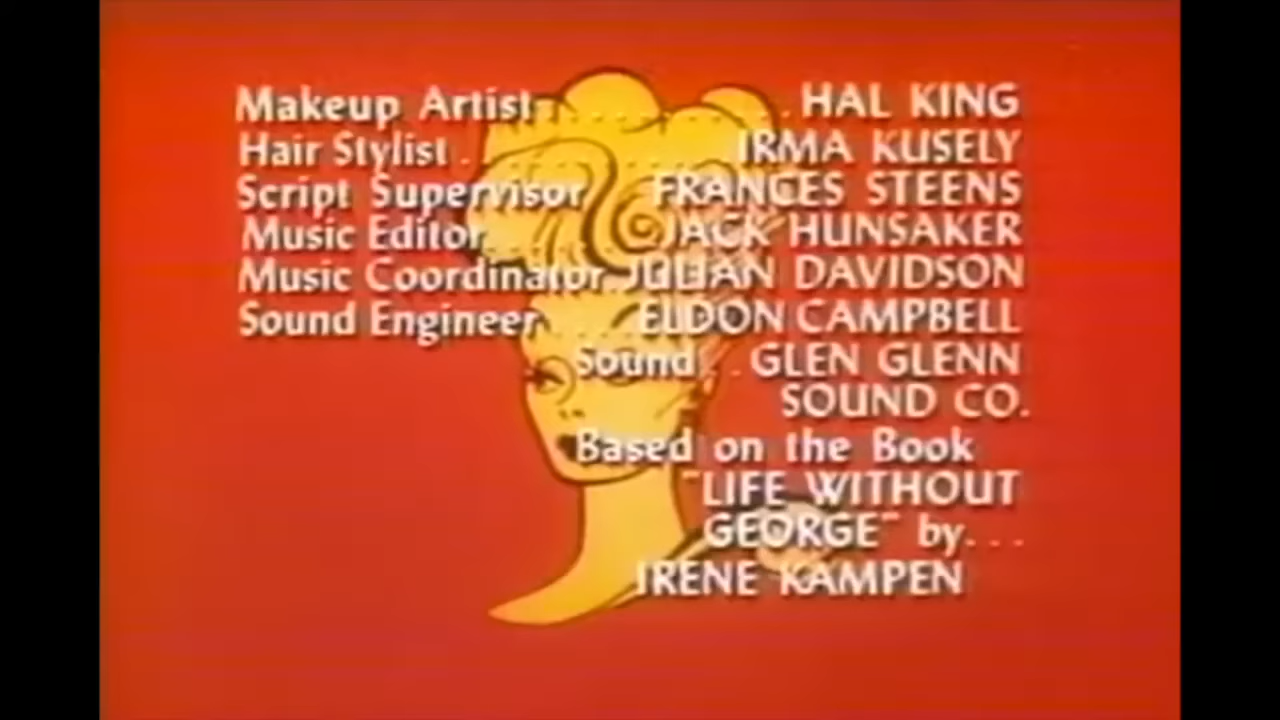 Makeup Artist . . . . . . . . . . . . HAL KING
Hair Stylist . . . . . . . . . . . . IRMA KUSELY
Script Supervisor FRANCES STEENS
Music Editor . . . . . . . JACK HUNSAKER
Music Coordinator. JULIAN DAVIDSON
Sound Engineer . . . . ELDON CAMPBELL
Sound . . GLEN GLENN
SOUND CO.
Based on the Book
"LIFE WITHOUT
GEORGE" by. . .
IRENE KAMPEN